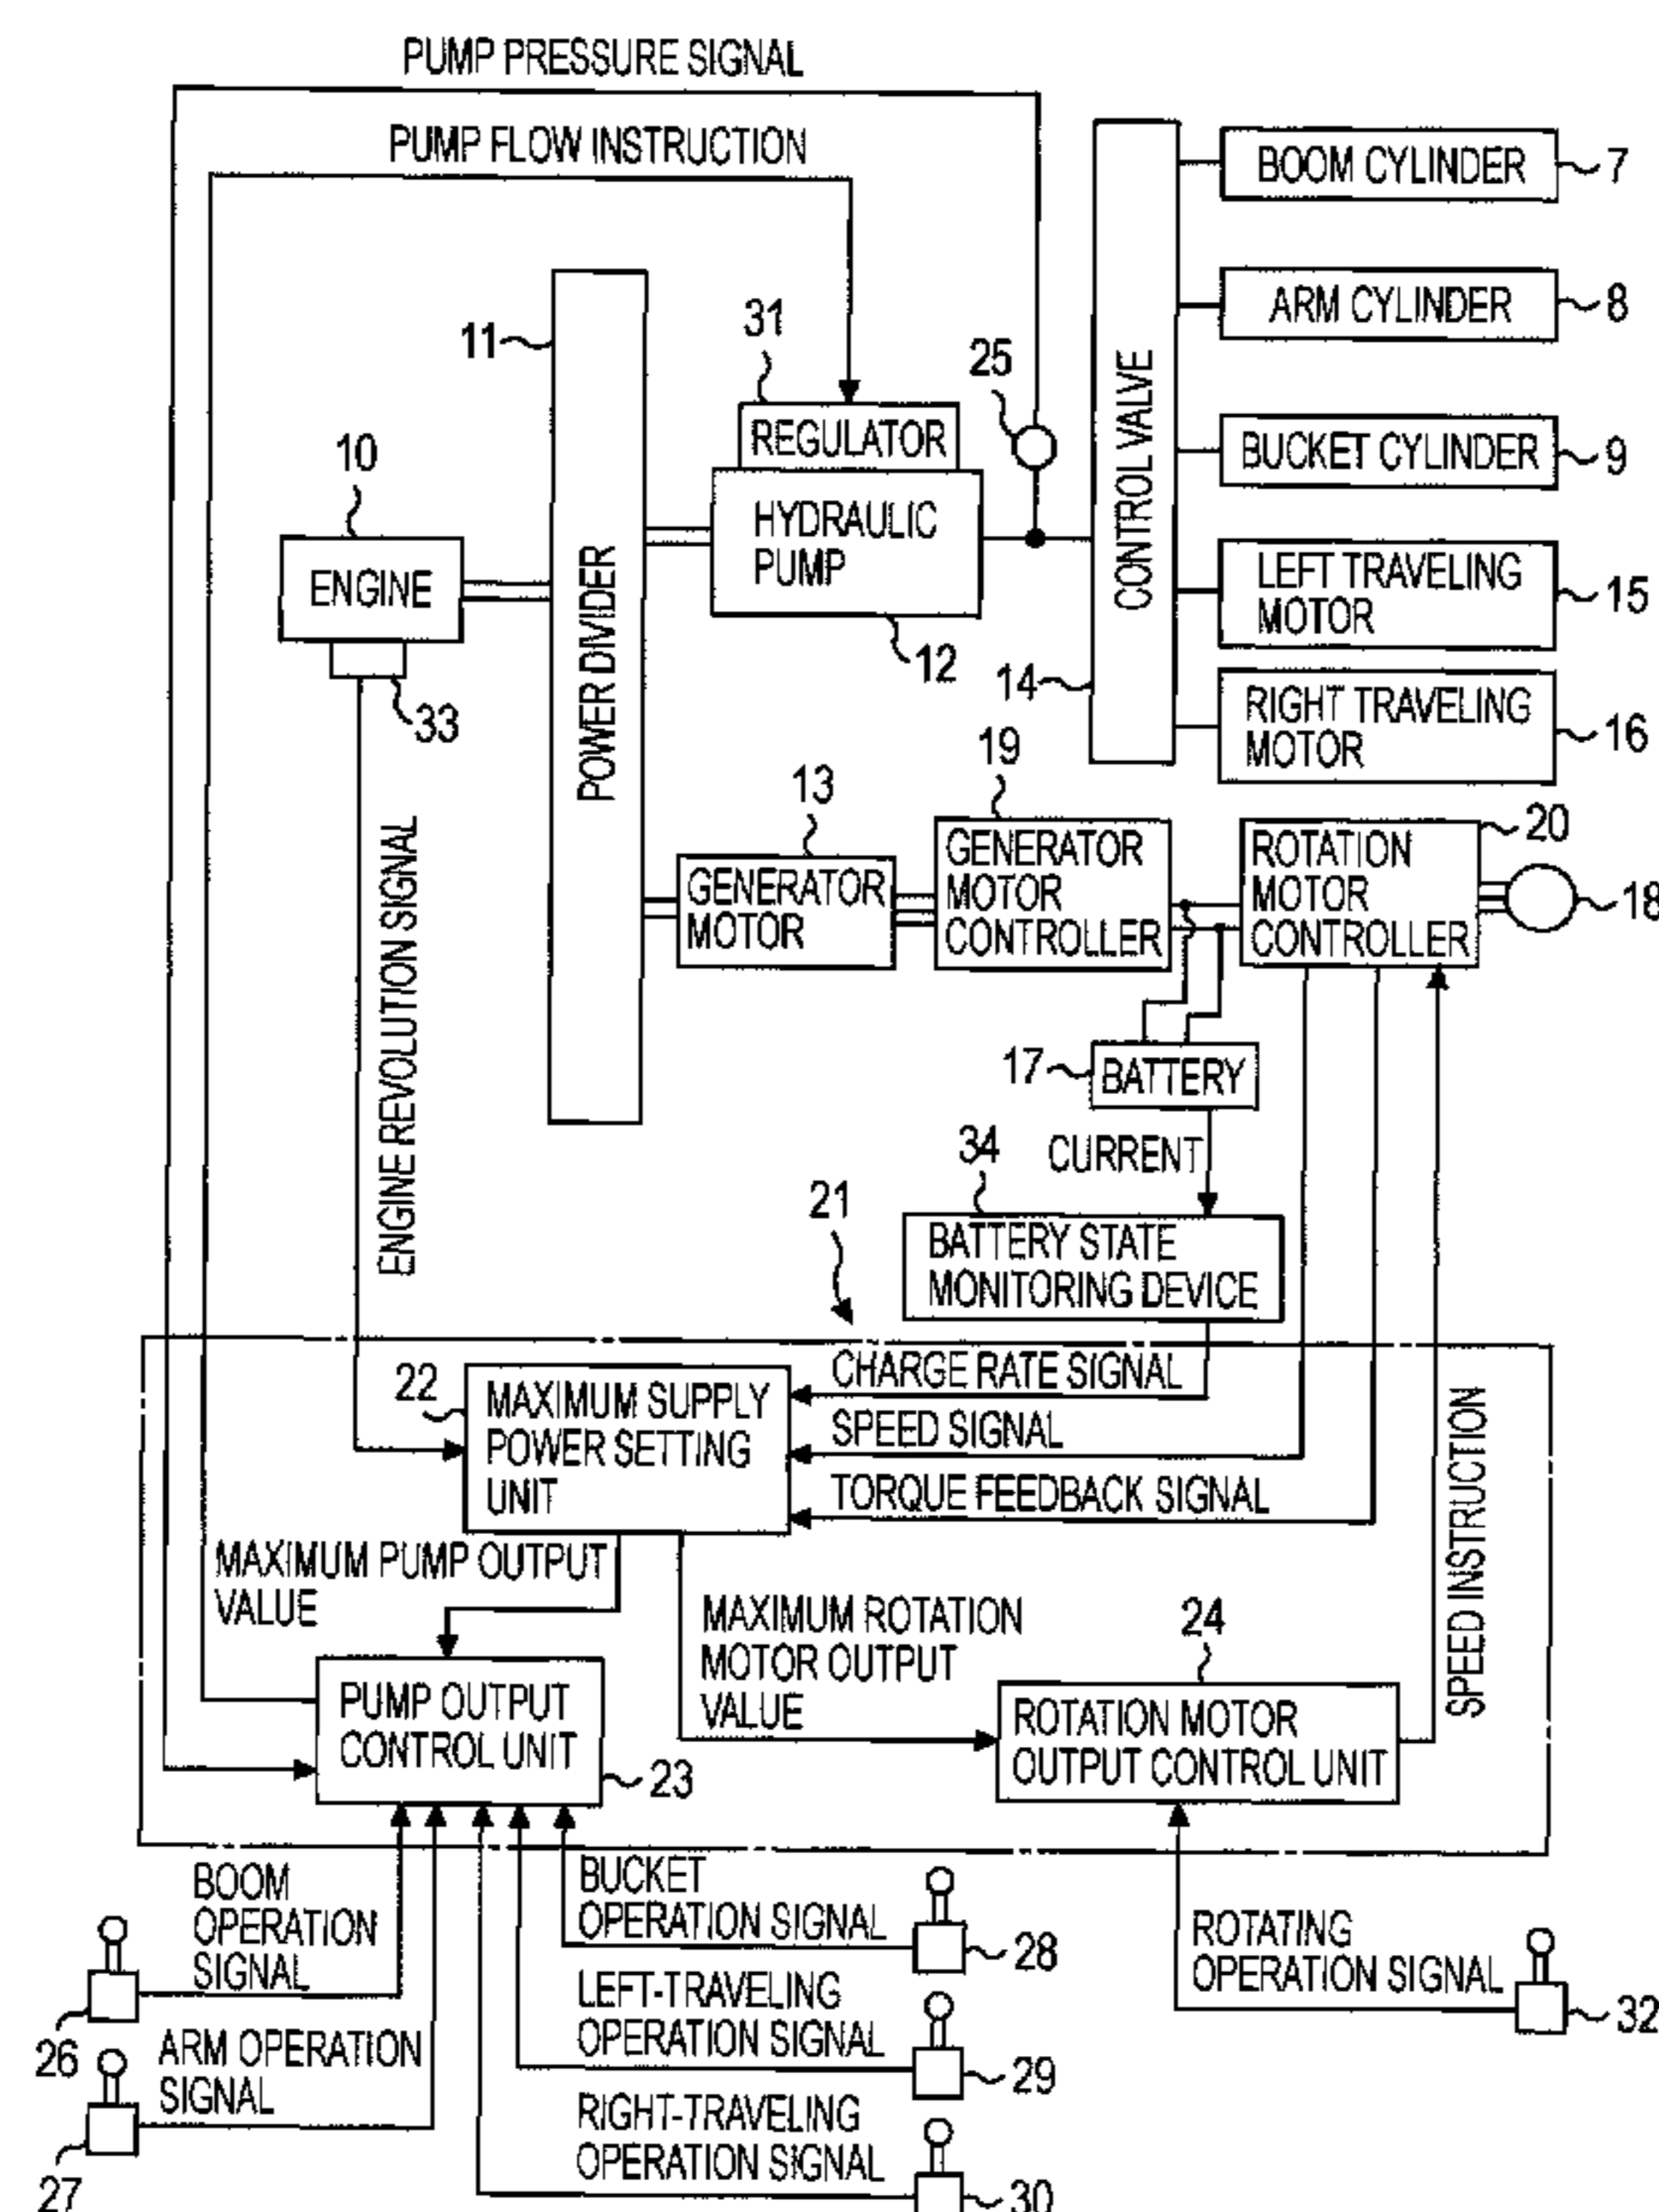 PUMP PRESSURE SIGNAL
PUMP FLOW INSTRUCTION
BOOM CYLINDER
7
ARM CYLINDER
8
11
31
25
CONTROL VALVE
REGULATOR
BUCKET CYLINDER
9
10
HYDRAULIC
PUMP
ENGINE
POWER DIVIDER
LEFT TRAVELING
MOTOR
15
12
14
33
RIGHT TRAVELING
MOTOR
16
13
19
20
GENERATOR
MOTOR
GENERATOR
MOTOR
CONTROLLER
ROTATION
MOTOR
CONTROLLER
18
ENGINE REVOLUTION SIGNAL
17
BATTERY
CURRENT
34
21
BATTERY STATE
MONITORING DEVICE
22
MAXIMUM SUPPLY
POWER SETTING
UNIT
CHARGE RATE SIGNAL
SPEED SIGNAL
TORQUE FEEDBACK SIGNAL
SPEED INSTRUCTION
MAXIMUM PUMP OUTPUT
VALUE
MAXIMUM ROTATION
MOTOR OUTPUT
VALUE
24
PUMP OUTPUT
CONTROL UNIT
23
ROTATION MOTOR
OUTPUT CONTROL UNIT
BOOM
OPERATION
SIGNAL
26
BUCKET
OPERATION SIGNAL
28
ROTATING
OPERATION SIGNAL
32
ARM OPERATION
SIGNAL
27
LEFT-TRAVELING
OPERATION SIGNAL
29
RIGHT-TRAVELING
OPERATION SIGNAL
30